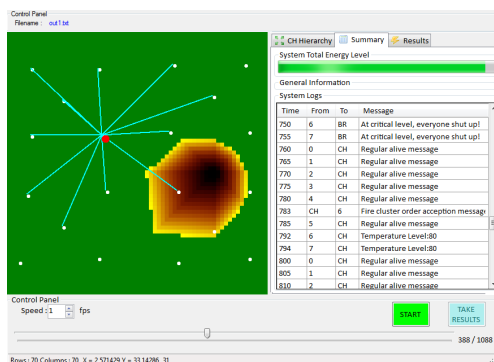 Control Panel
Filename : out1.txt
CH Hierarchy Summary Results
System Total Energy Level
General Information
System Logs
Time From To Message
750 6 BR At critical level, everyone shut up!
755 7 BR At critical level, everyone shut up!
760 0 CH Regular alive message
765 1 CH Regular alive message
770 2 CH Regular alive message
775 3 CH Regular alive message
780 4 CH Regular alive message
783 CH 6 Fire cluster order acception message
785 5 CH Regular alive message
792 6 CH Temperature Level:80
794 7 CH Temperature Level:80
800 0 CH Regular alive message
805 1 CH Regular alive message
810 2 CH Regular alive message
Control Panel
Speed : 1 fps
START
TAKE
RESULTS
388 / 1088
Rows : 20 Columns : 20 X = 2.571429 Y = 33.14286 31